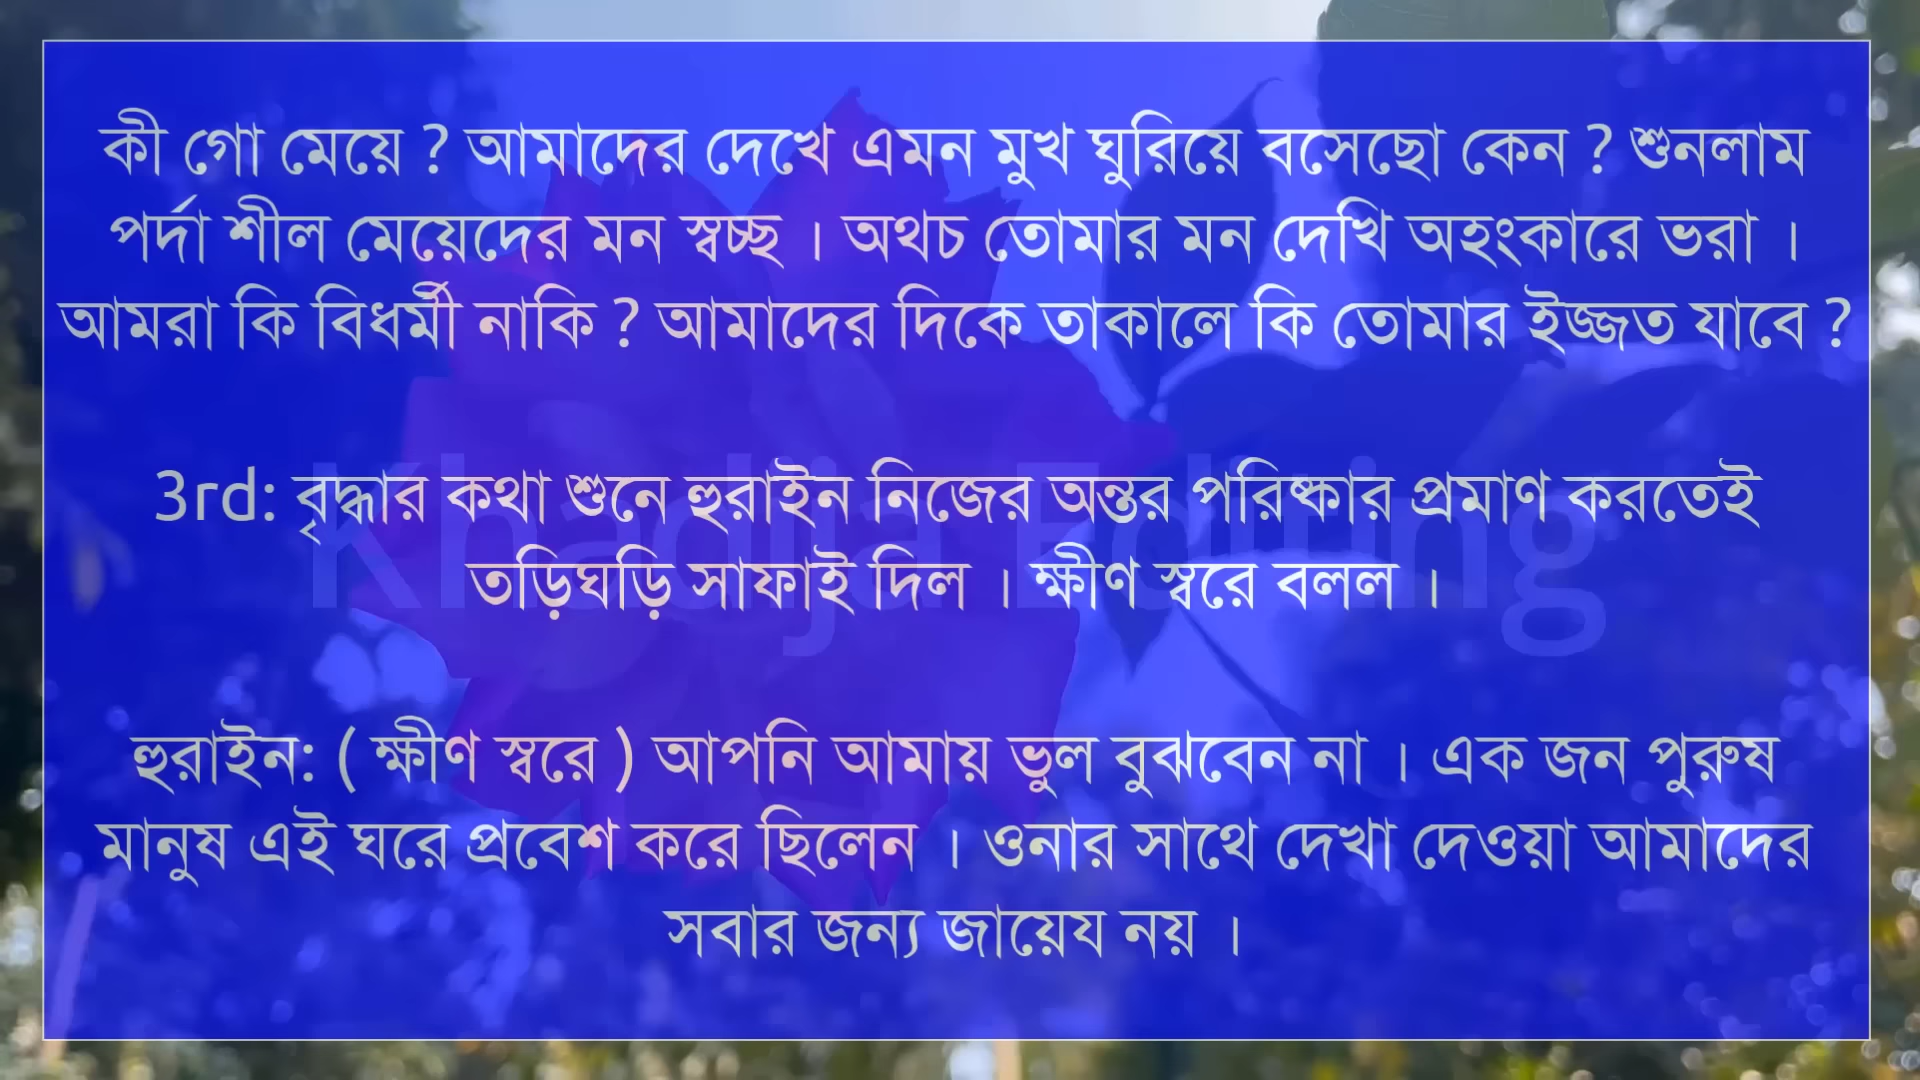 কী গো মেয়ে ? আমাদের দেখে এমন মুখ ঘুরিয়ে বসেছো কেন ? শুনলাম
পর্দা শীল মেয়েদের মন স্বচ্ছ । অথচ তোমার মন দেখি অহংকারে ভরা ।
আমরা কি বিধর্মী নাকি ? আমাদের দিকে তাকালে কি তোমার ইজ্জত যাবে ?
3rd: বৃদ্ধার কথা শুনে হুরাইন নিজের অন্তর পরিষ্কার প্রমাণ করতেই
তড়িঘড়ি সাফাই দিল । ক্ষীণ স্বরে বলল ।
Khadija Editing
হুরাইন: ( ক্ষীণ স্বরে ) আপনি আমায় ভুল বুঝবেন না । এক জন পুরুষ
মানুষ এই ঘরে প্রবেশ করে ছিলেন । ওনার সাথে দেখা দেওয়া আমাদের
সবার জন্য জায়েয নয় ।